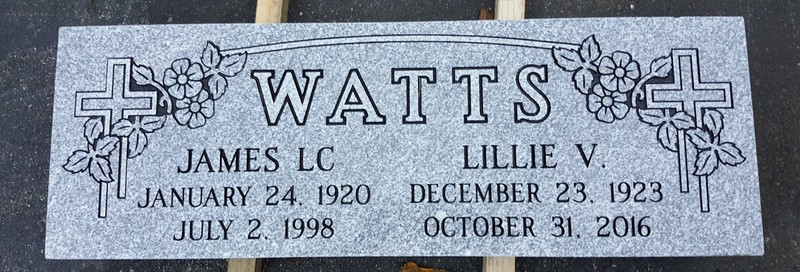 WATTS
JAMES LC LILLIE V.
JANUARY 24, 1920 DECEMBER 23, 1923
JULY 2, 1998 OCTOBER 31, 2016